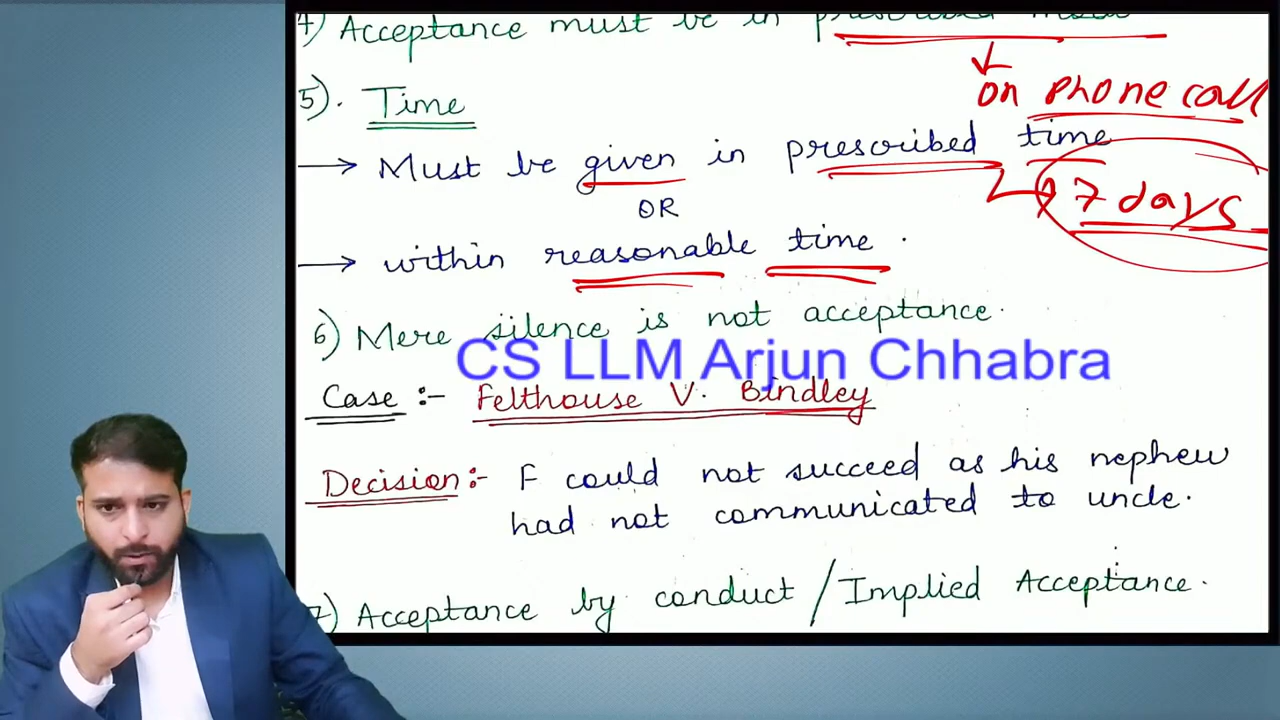 4) Acceptance must be in prescribed mode
on phone call
5). Time
→ Must be given in prescribed time
7 days
OR
→ within reasonable time.
6) Mere silence is not acceptance.
CS LLM Arjun Chhabra
Case :- Felthouse V. Bindley
Decision:- F could not succeed as his nephew
had not communicated to uncle.
7) Acceptance by conduct / Implied Acceptance.